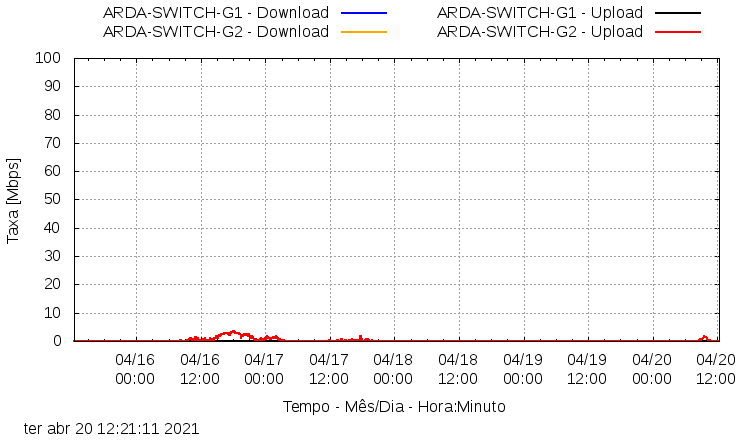 ARDA-SWITCH-G1 - Download
ARDA-SWITCH-G1 - Upload
ARDA-SWITCH-G2 - Download
ARDA-SWITCH-G2 - Upload
100
90
80
70
60
50
40
30
20
10
0
Taxa [Mbps]
04/16 04/16 04/17 04/17 04/18 04/18 04/19 04/19 04/20 04/20
00:00 12:00 00:00 12:00 00:00 12:00 00:00 12:00 00:00 12:00
Tempo - Mês/Dia - Hora:Minuto
ter abr 20 12:21:11 2021